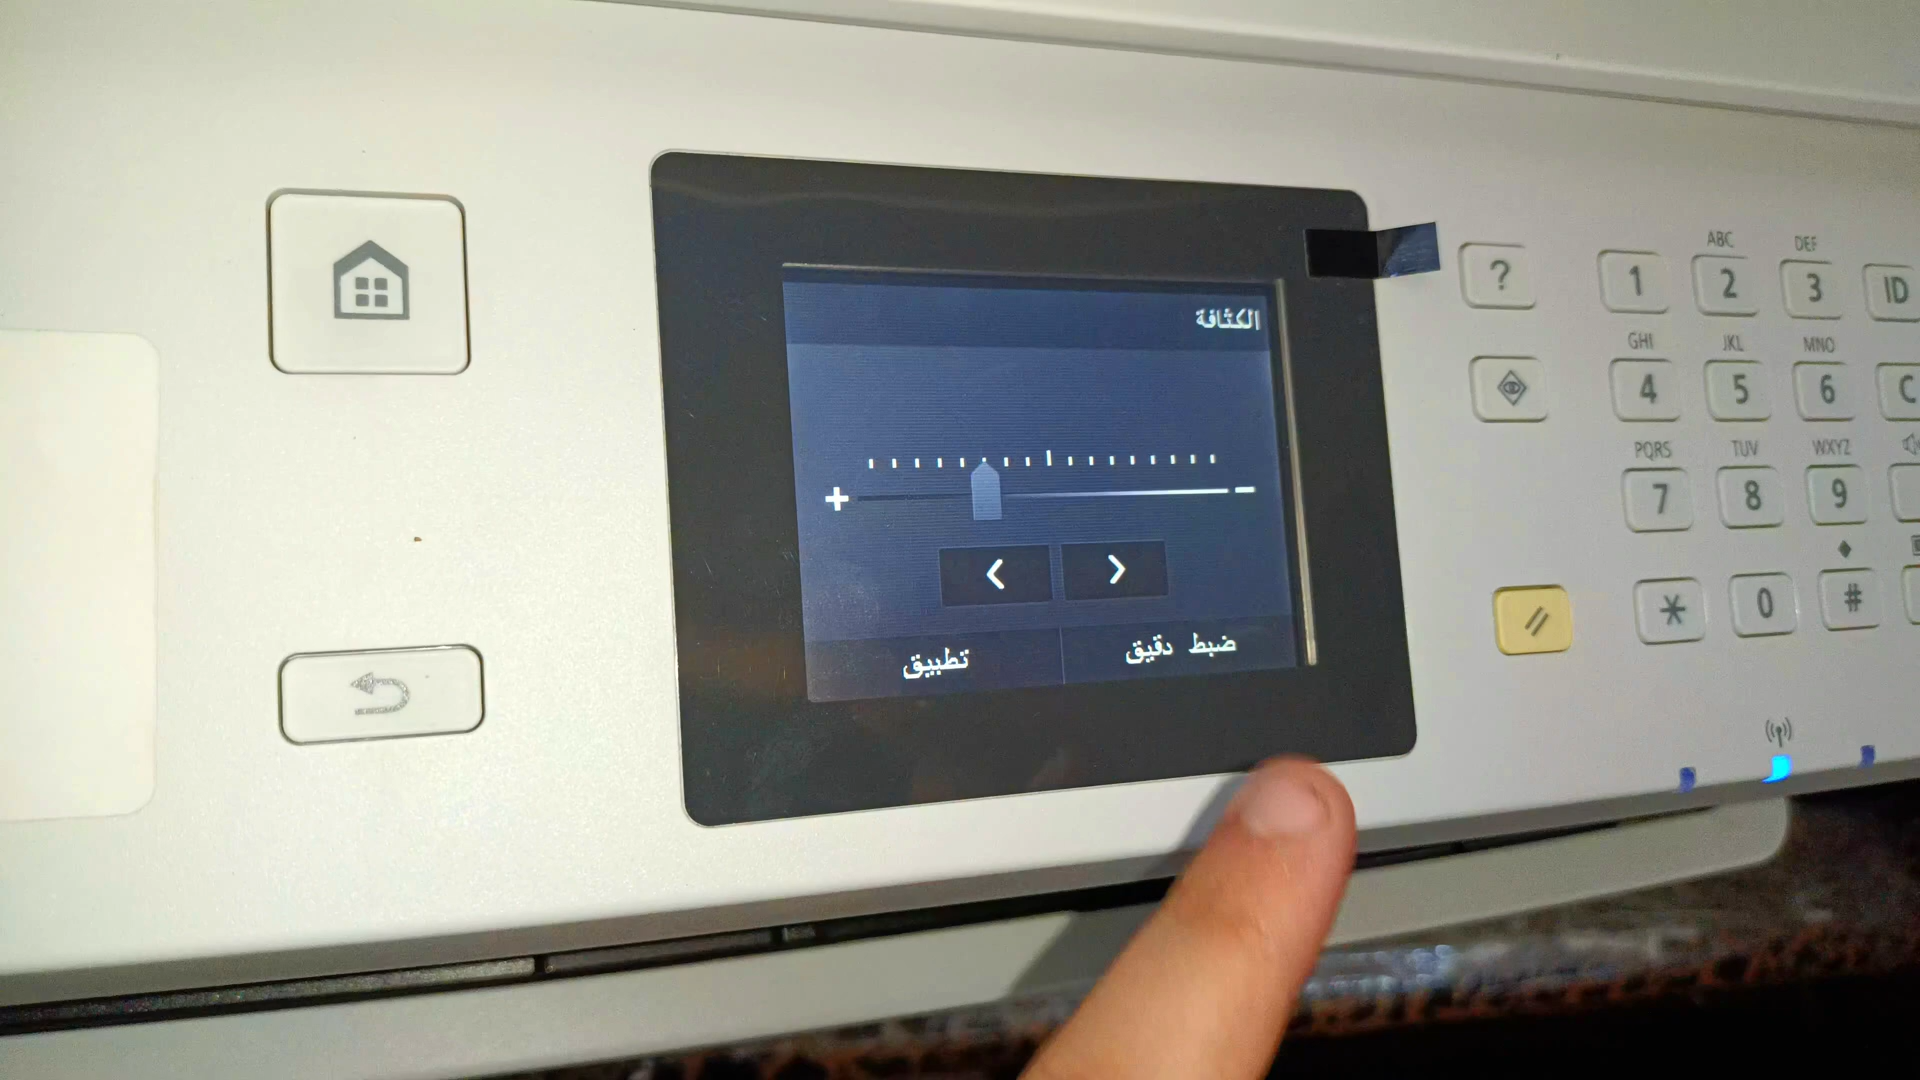 الكثافة
+ -
< >
ضبط دقيق
تطبيق
?
ABC DEF
1 2 3 ID
GHI JKL MNO
4 5 6 C
PQRS TUV WXYZ
7 8 9
* 0 #